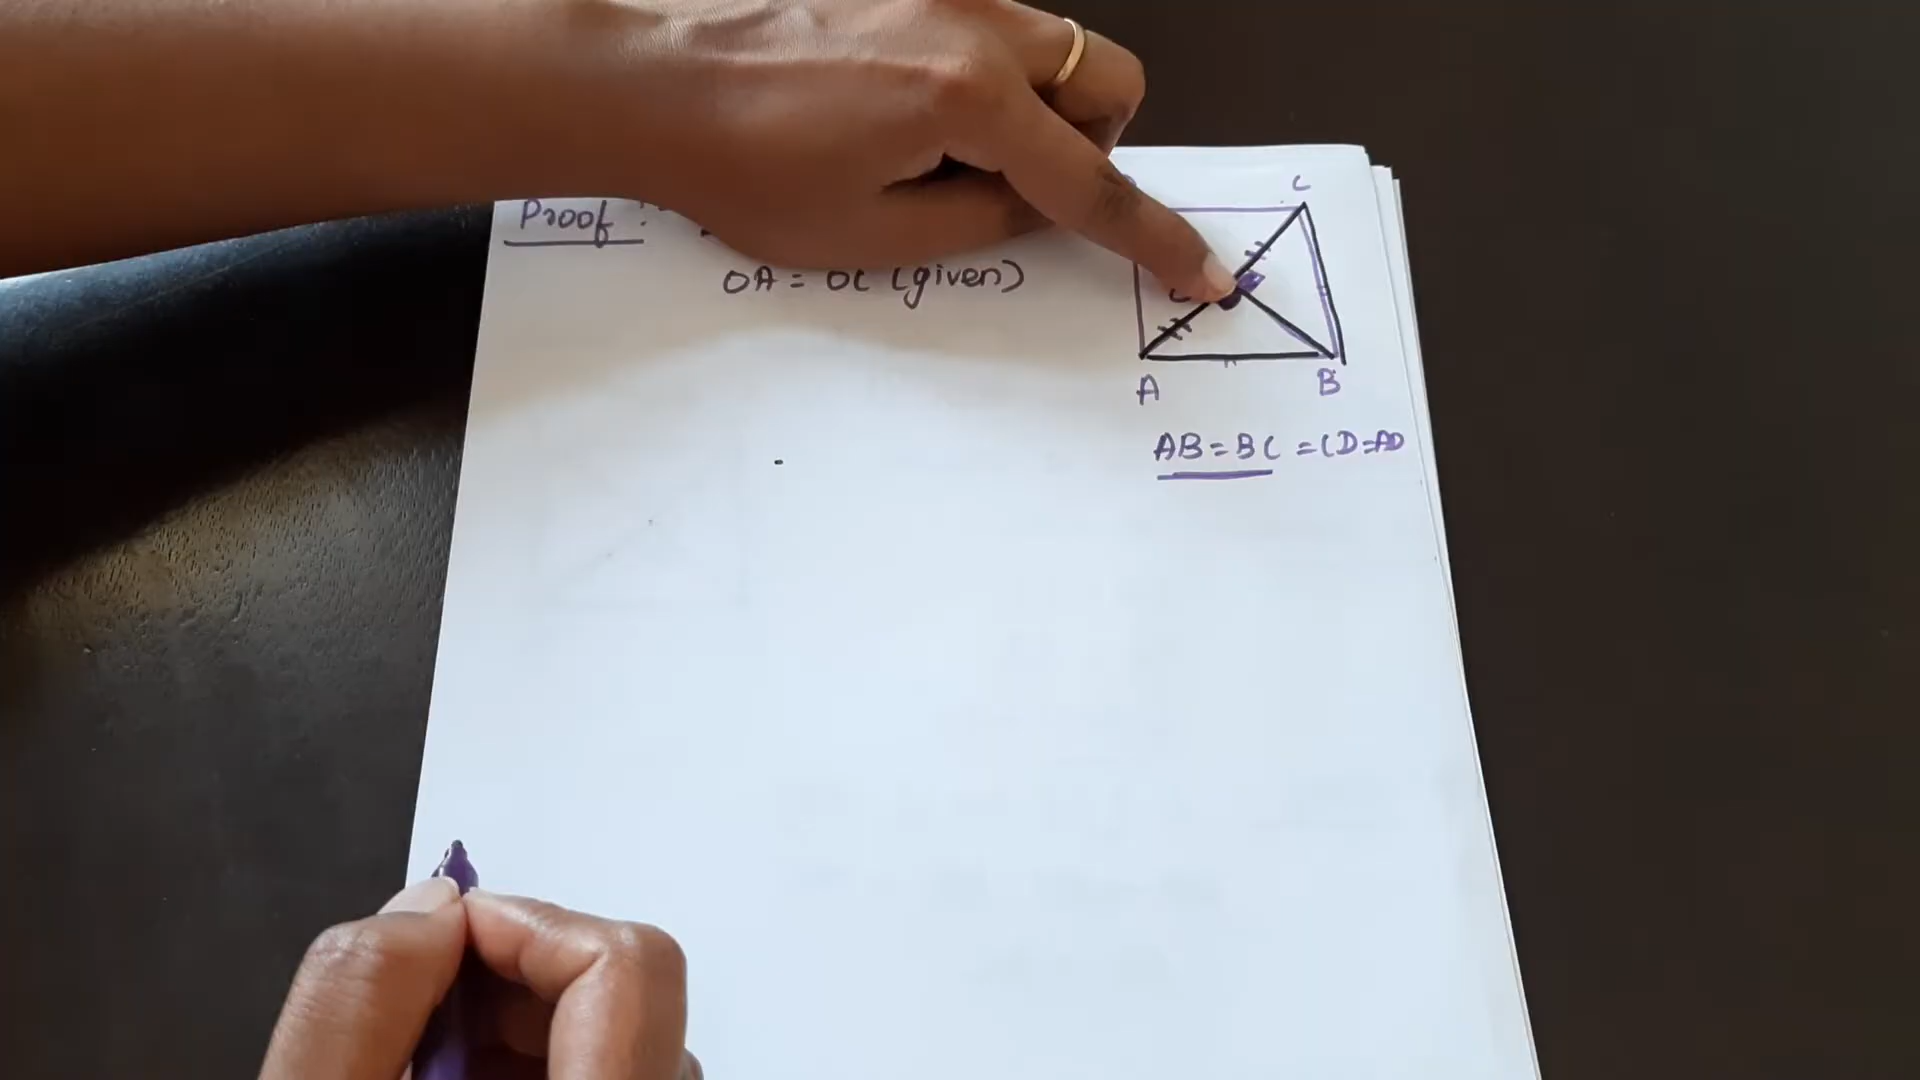 Proof :
OA = OC (given)
C
A
B
AB = BC = CD = AD